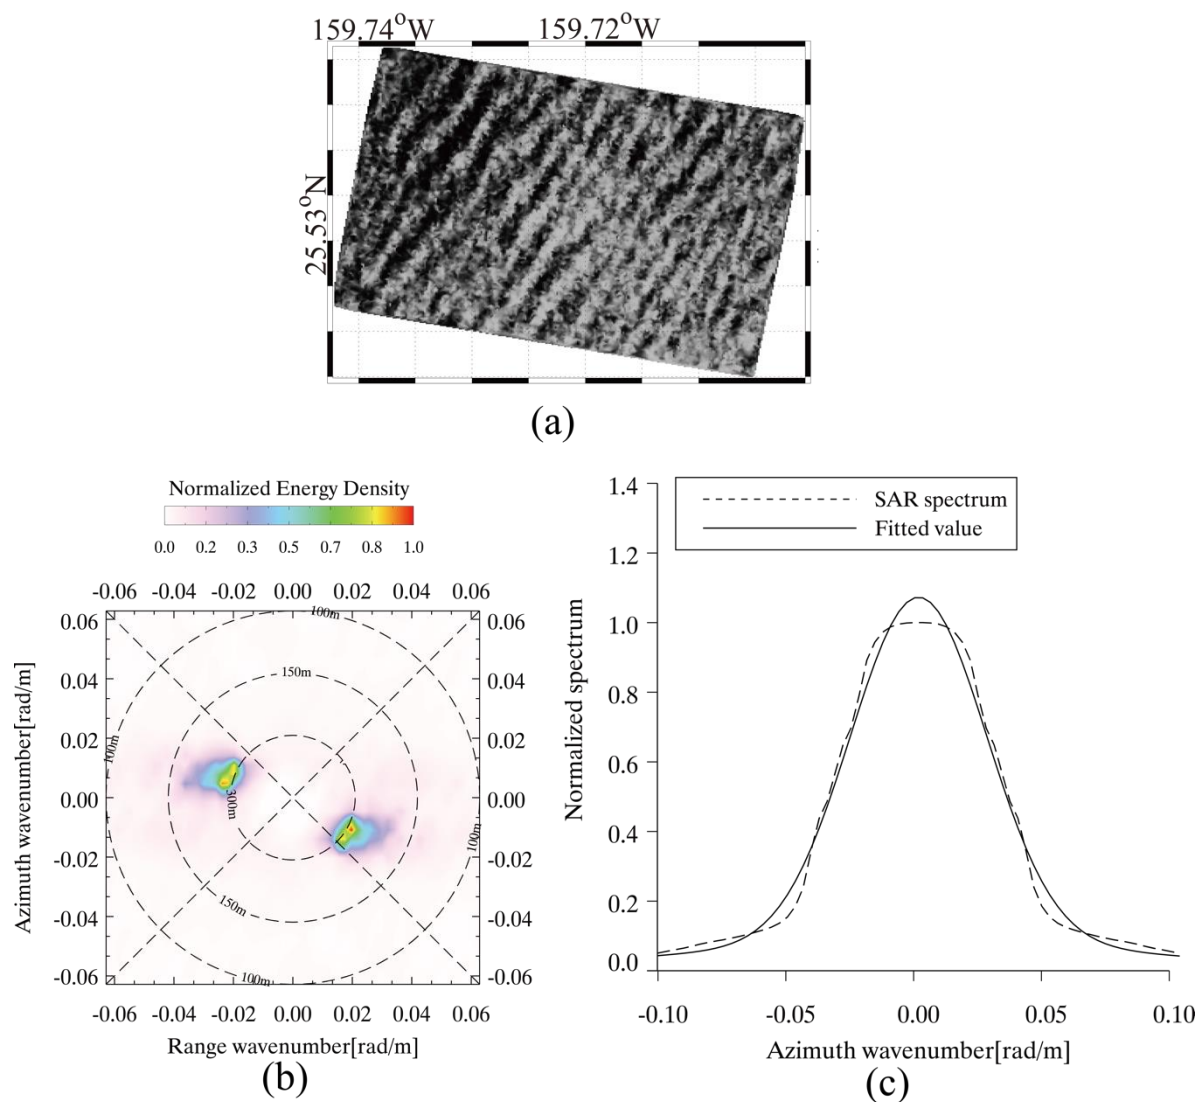 159.74°W 159.72°W
25.53°N
(a)
Normalized Energy Density
0.0 0.2 0.3 0.5 0.7 0.8 1.0
-0.06 -0.04 -0.02 0.00 0.02 0.04 0.06
0.06 0.06
0.04 0.04
0.02 0.02
0.00 0.00
-0.02 -0.02
-0.04 -0.04
-0.06 -0.06
100m
150m
100m
300m
100m
150m
100m
-0.06 -0.04 -0.02 0.00 0.02 0.04 0.06
Azimuth wavenumber[rad/m]
Range wavenumber[rad/m]
(b)
SAR spectrum
Fitted value
1.4
1.2
1.0
0.8
0.6
0.4
0.2
0.0
Normalized spectrum
-0.10 -0.05 0.00 0.05 0.10
Azimuth wavenumber[rad/m]
(c)